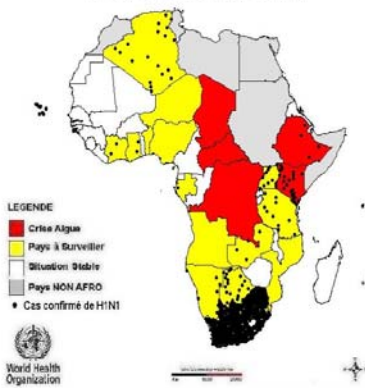 LEGENDE
Crise Aigue
Pays à Surveiller
Situation Stable
Pays NON AFRO
Cas confirmé de H1N1
World Health
Organization